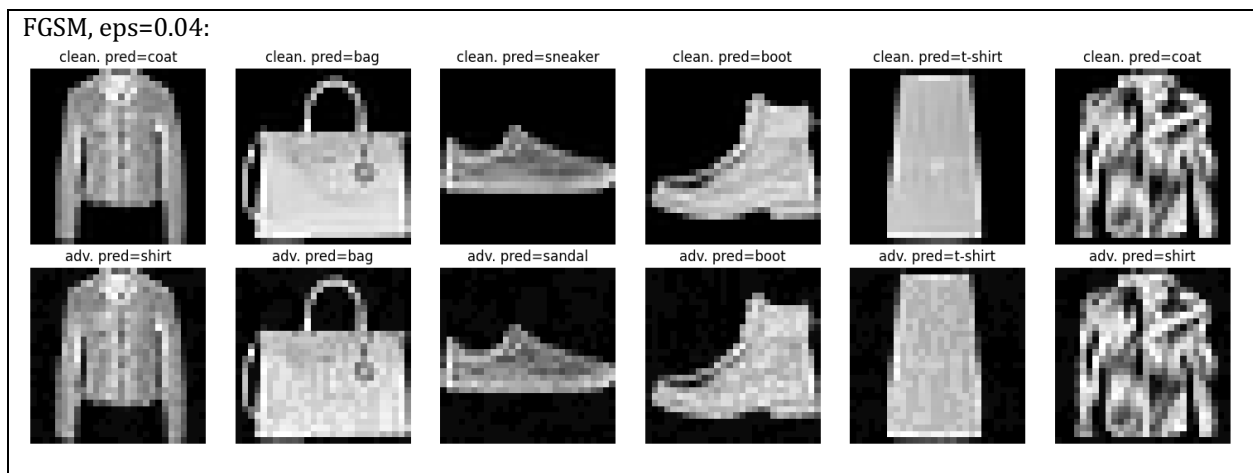 FGSM, eps=0.04:
clean. pred=coat clean. pred=bag clean. pred=sneaker clean. pred=boot clean. pred=t-shirt clean. pred=coat
adv. pred=shirt adv. pred=bag adv. pred=sandal adv. pred=boot adv. pred=t-shirt adv. pred=shirt